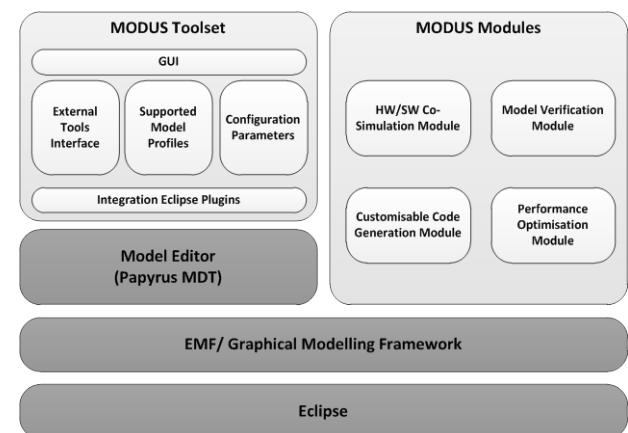 MODUS Toolset
GUI
External
Tools
Interface
Supported
Model
Profiles
Configuration
Parameters
Integration Eclipse Plugins
Model Editor
(Papyrus MDT)
MODUS Modules
HW/SW Co-
Simulation Module
Model Verification
Module
Customisable Code
Generation Module
Performance
Optimisation
Module
EMF/ Graphical Modelling Framework
Eclipse